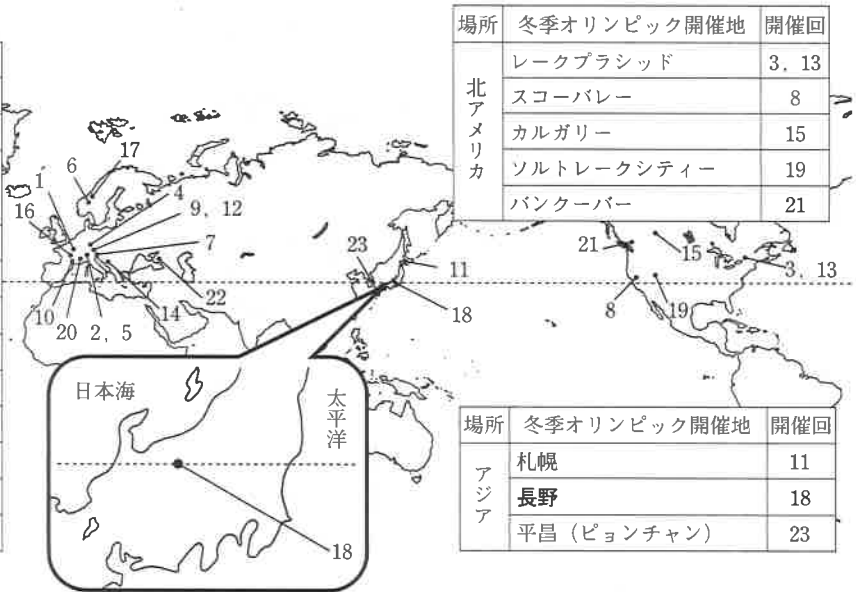 場所 冬季オリンピック開催地 開催回
北アメリカ
レークプラシッド 3, 13
スコーバレー 8
カルガリー 15
ソルトレークシティー 19
バンクーバー 21
17
6
1
4
16
9, 12
7
23
21
15
11
3, 13
22
10
14
8
19
18
20
2, 5
日本海
太平洋
18
場所 冬季オリンピック開催地 開催回
アジア
札幌 11
長野 18
平昌（ピョンチャン） 23